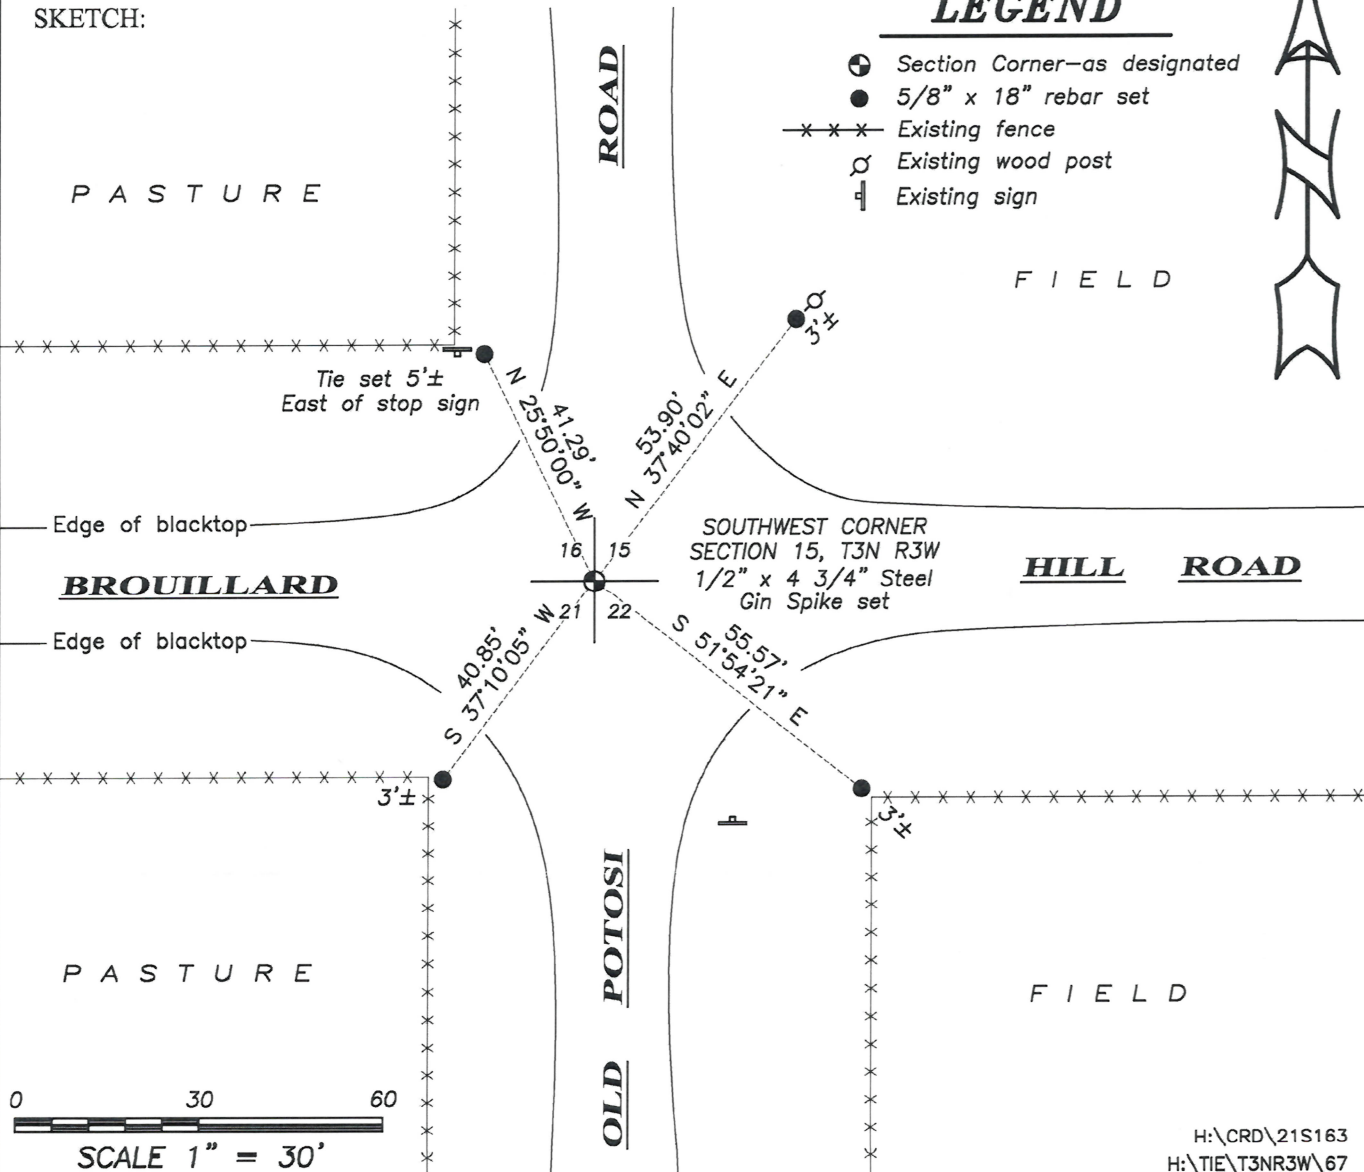 SKETCH:
LEGEND
Section Corner—as designated
5/8" x 18" rebar set
Existing fence
Existing wood post
Existing sign
ROAD
PASTURE
FIELD
3'±
Tie set 5'±
East of stop sign
41.29'
N 25°50'00" W
53.90'
N 37°40'02" E
Edge of blacktop
SOUTHWEST CORNER
SECTION 15, T3N R3W
1/2" x 4 3/4" Steel
Gin Spike set
16 15
21 22
BROUILLARD
HILL ROAD
Edge of blacktop
40.85'
S 37°10'05" W
55.57'
S 51°54'21" E
3'±
3'±
OLD POTOSI
PASTURE
FIELD
0 30 60
SCALE 1" = 30'
H:\CRD\21S163
H:\TIE\T3NR3W\67
N